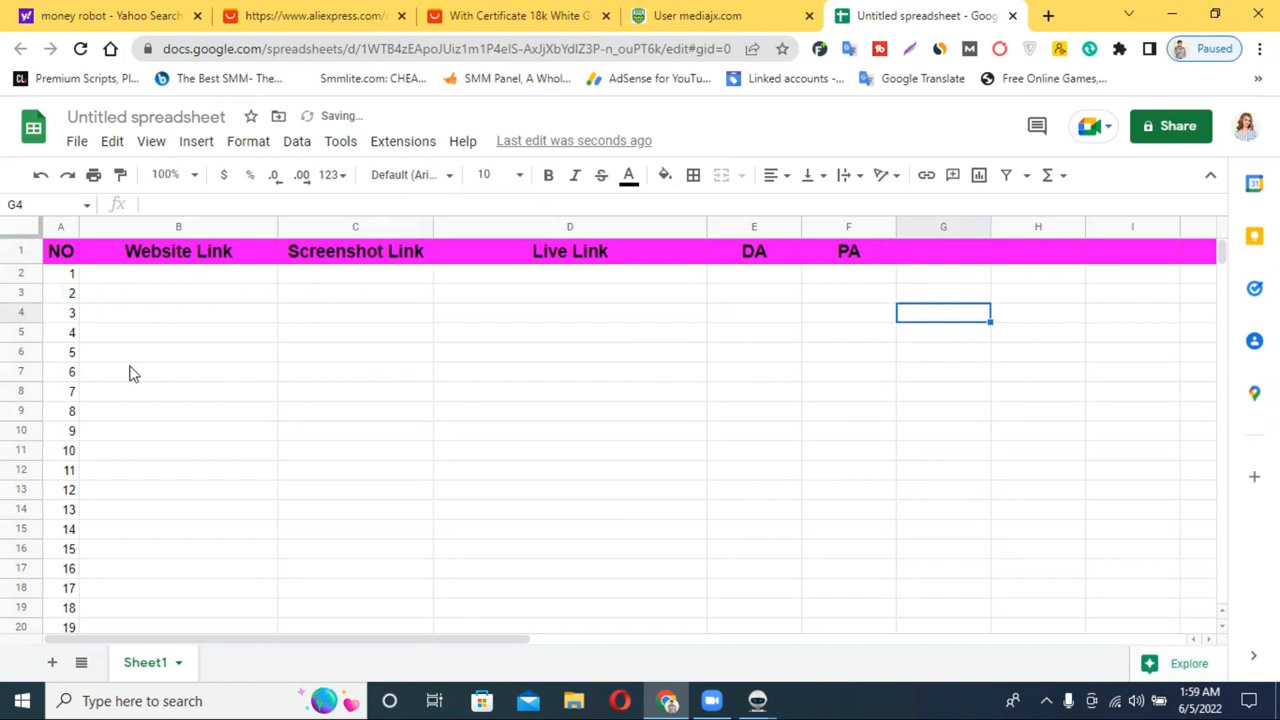 money robot - Yahoo Search
https://www.aliexpress.com/
With Certificate 18k White G
User mediajx.com
Untitled spreadsheet - Goog
docs.google.com/spreadsheets/d/1WTB4zEApoJUiz1m1P4eIS-AxJjXbYdIZ3P-n_ouPT6k/edit#gid=0
Paused
Premium Scripts, Pl...
The Best SMM- The...
Smmlite.com: CHEA...
SMM Panel, A Whol...
AdSense for YouTu...
Linked accounts -...
Google Translate
Free Online Games,...
Untitled spreadsheet
Saving...
File Edit View Insert Format Data Tools Extensions Help Last edit was seconds ago
Share
100% $ % .0 .00 123 Default (Ari... 10 B I S A
G4 fx
A B C D E F G H I
1 NO Website Link Screenshot Link Live Link DA PA
2 1
3 2
4 3
5 4
6 5
7 6
8 7
9 8
10 9
11 10
12 11
13 12
14 13
15 14
16 15
17 16
18 17
19 18
20 19
Sheet1
Explore
Type here to search
1:59 AM
6/5/2022